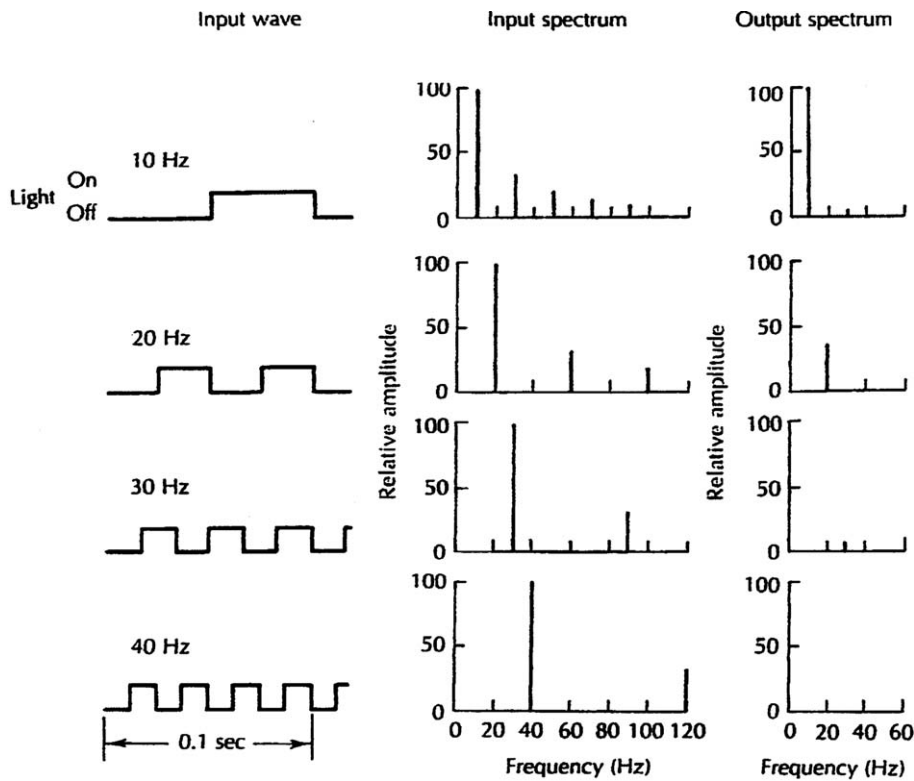 Input wave
Input spectrum
Output spectrum
10 Hz
Light
On
Off
100
50
0
100
50
0
20 Hz
Relative amplitude
100
50
0
Relative amplitude
100
50
0
30 Hz
100
50
0
100
50
0
40 Hz
0.1 sec
100
50
0
0 20 40 60 80 100 120
Frequency (Hz)
100
50
0
0 20 40 60
Frequency (Hz)